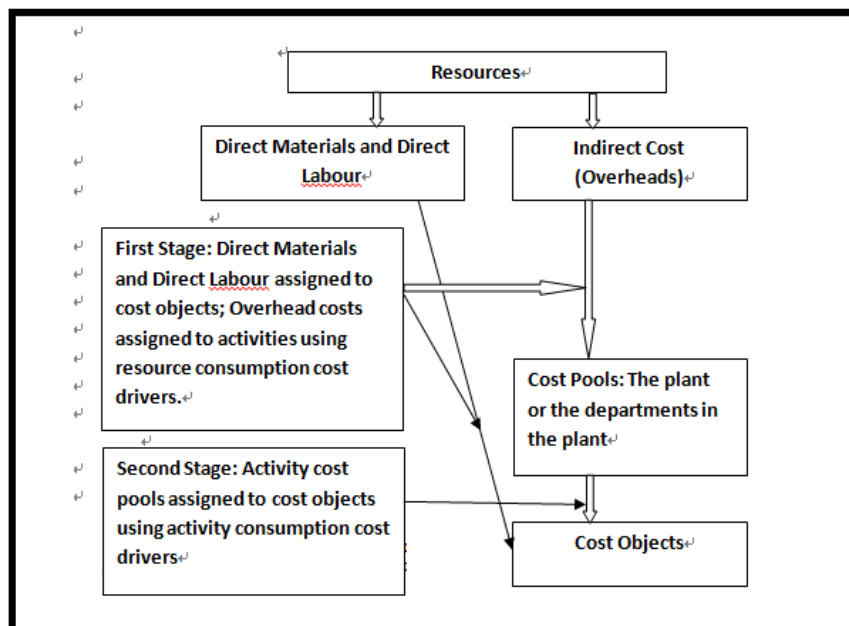 Resources
Direct Materials and Direct
Labour
Indirect Cost
(Overheads)
First Stage: Direct Materials
and Direct Labour assigned to
cost objects; Overhead costs
assigned to activities using
resource consumption cost
drivers.
Cost Pools: The plant
or the departments in
the plant
Second Stage: Activity cost
pools assigned to cost objects
using activity consumption cost
drivers
Cost Objects